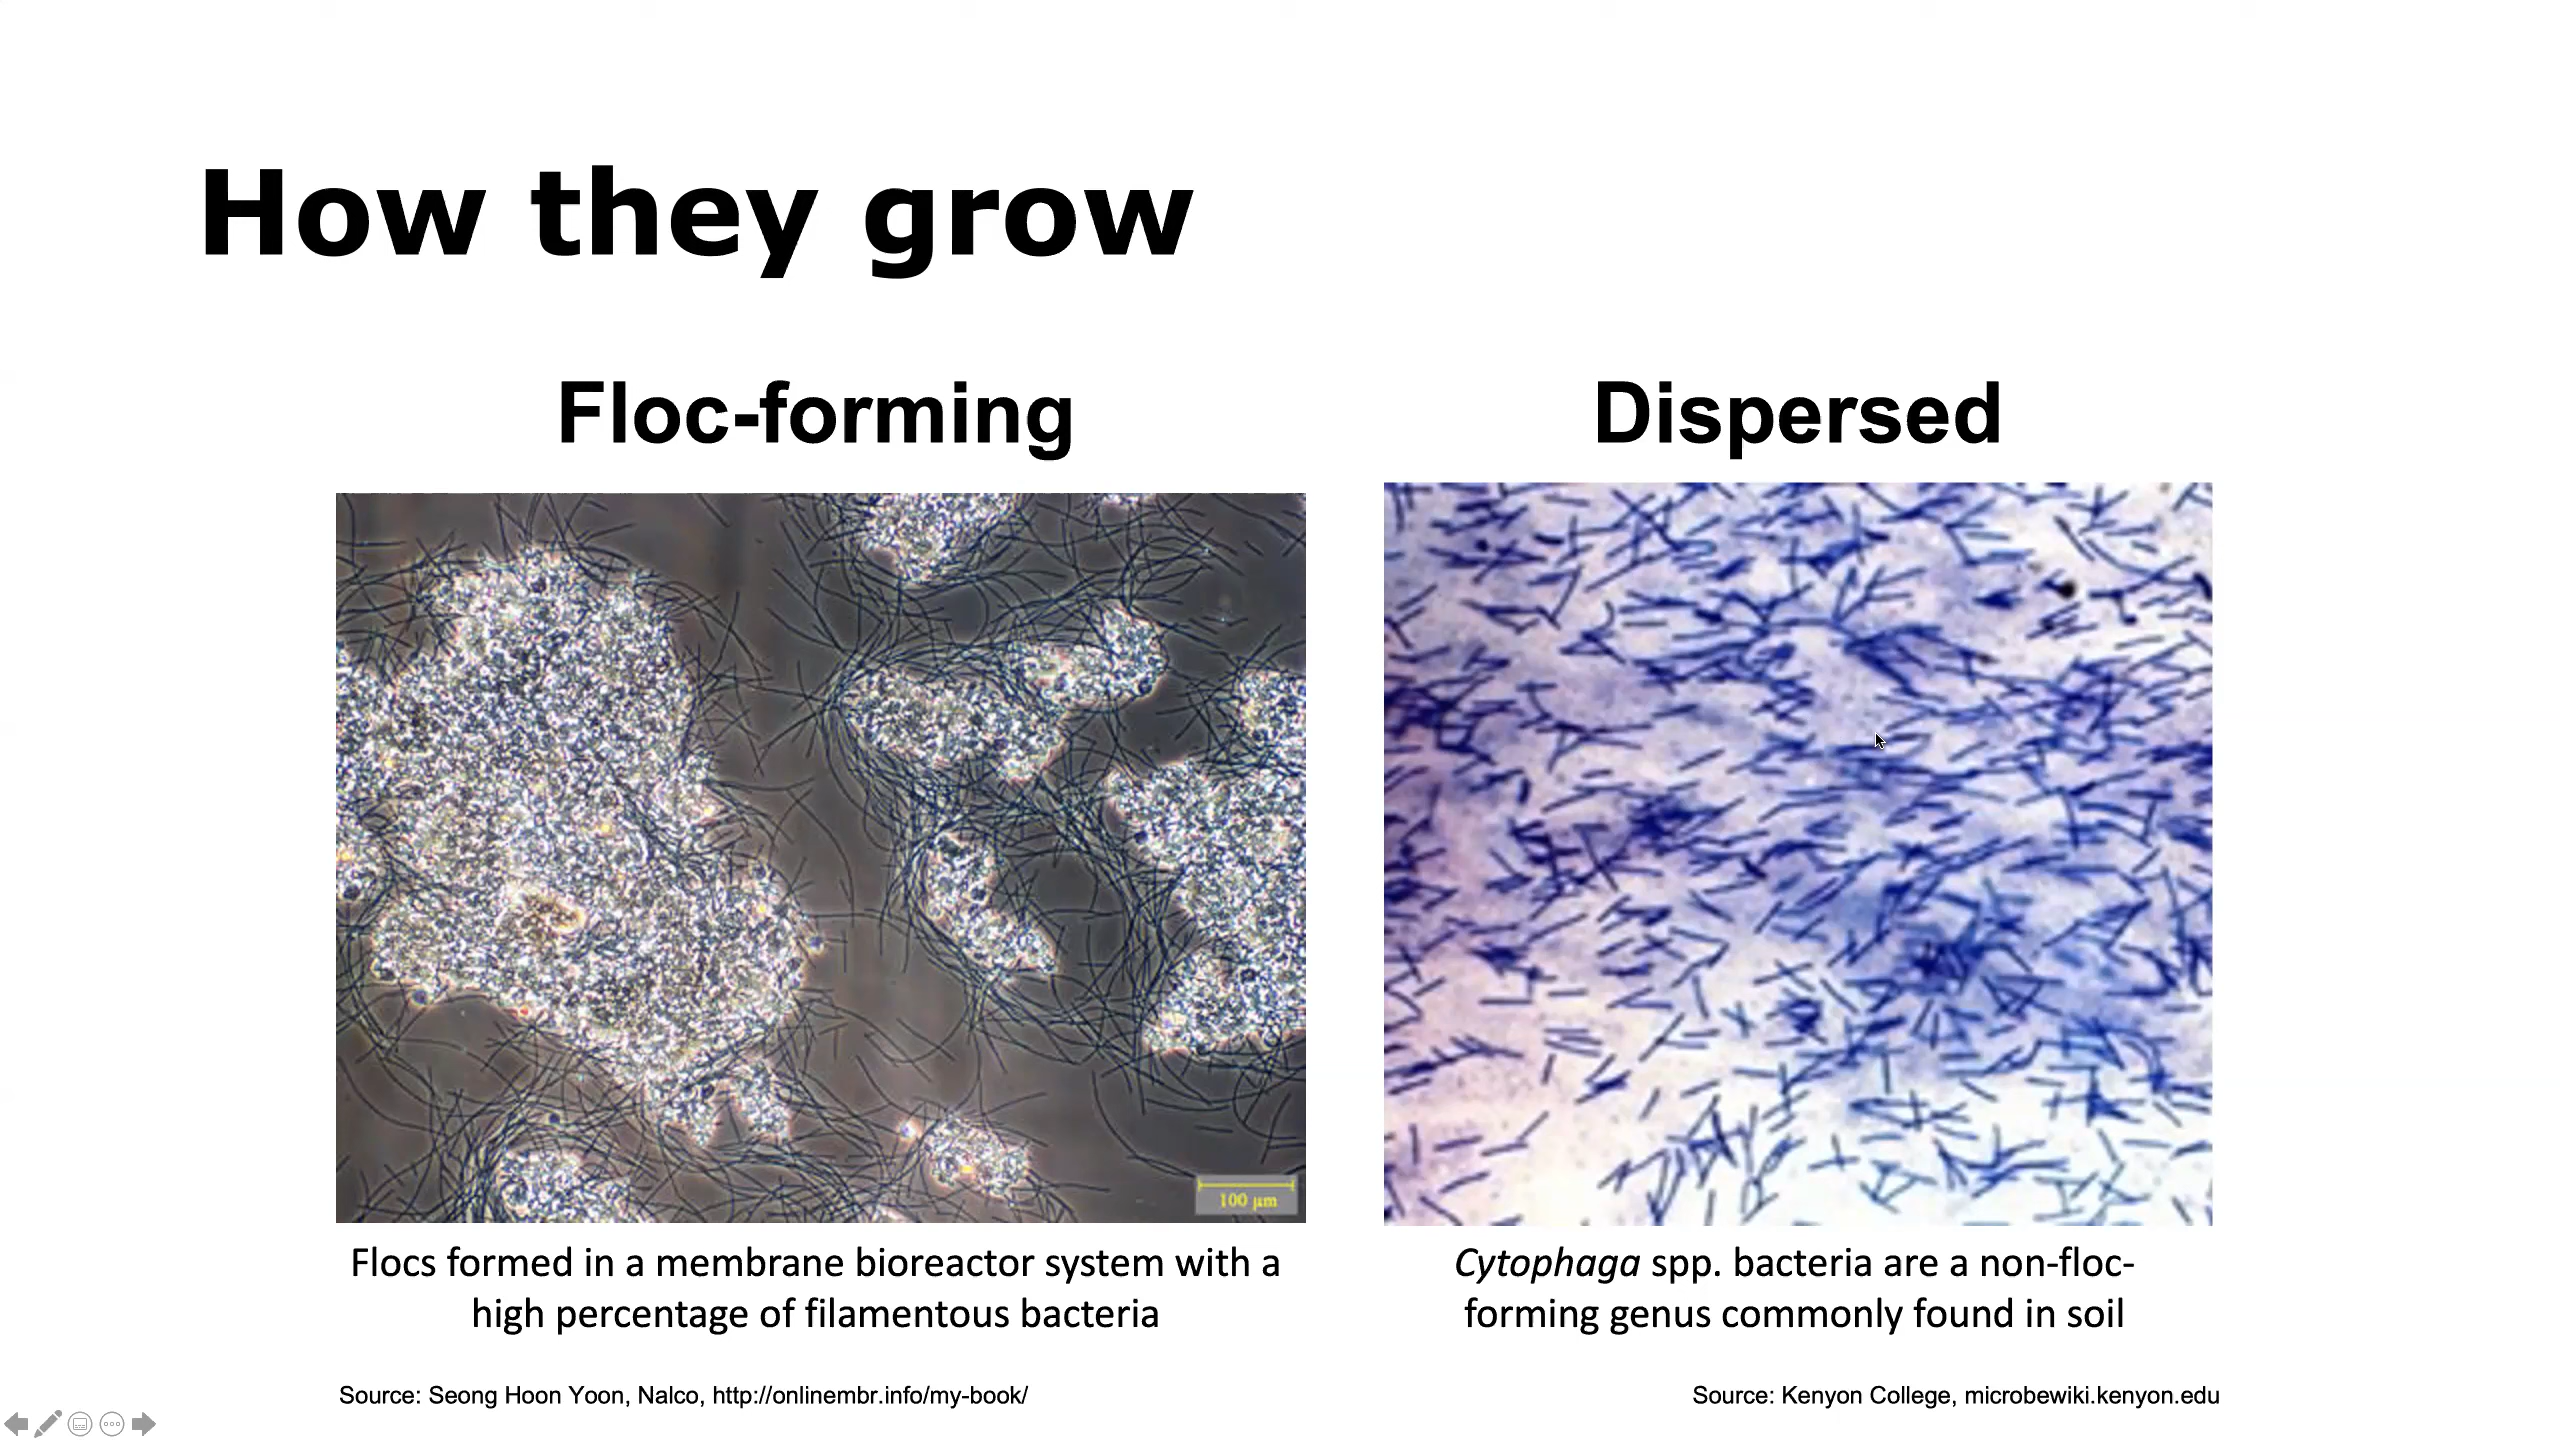 How they grow
Floc-forming
Dispersed
100 µm
Flocs formed in a membrane bioreactor system with a
high percentage of filamentous bacteria
Cytophaga spp. bacteria are a non-floc-
forming genus commonly found in soil
Source: Seong Hoon Yoon, Nalco, http://onlinembr.info/my-book/
Source: Kenyon College, microbewiki.kenyon.edu